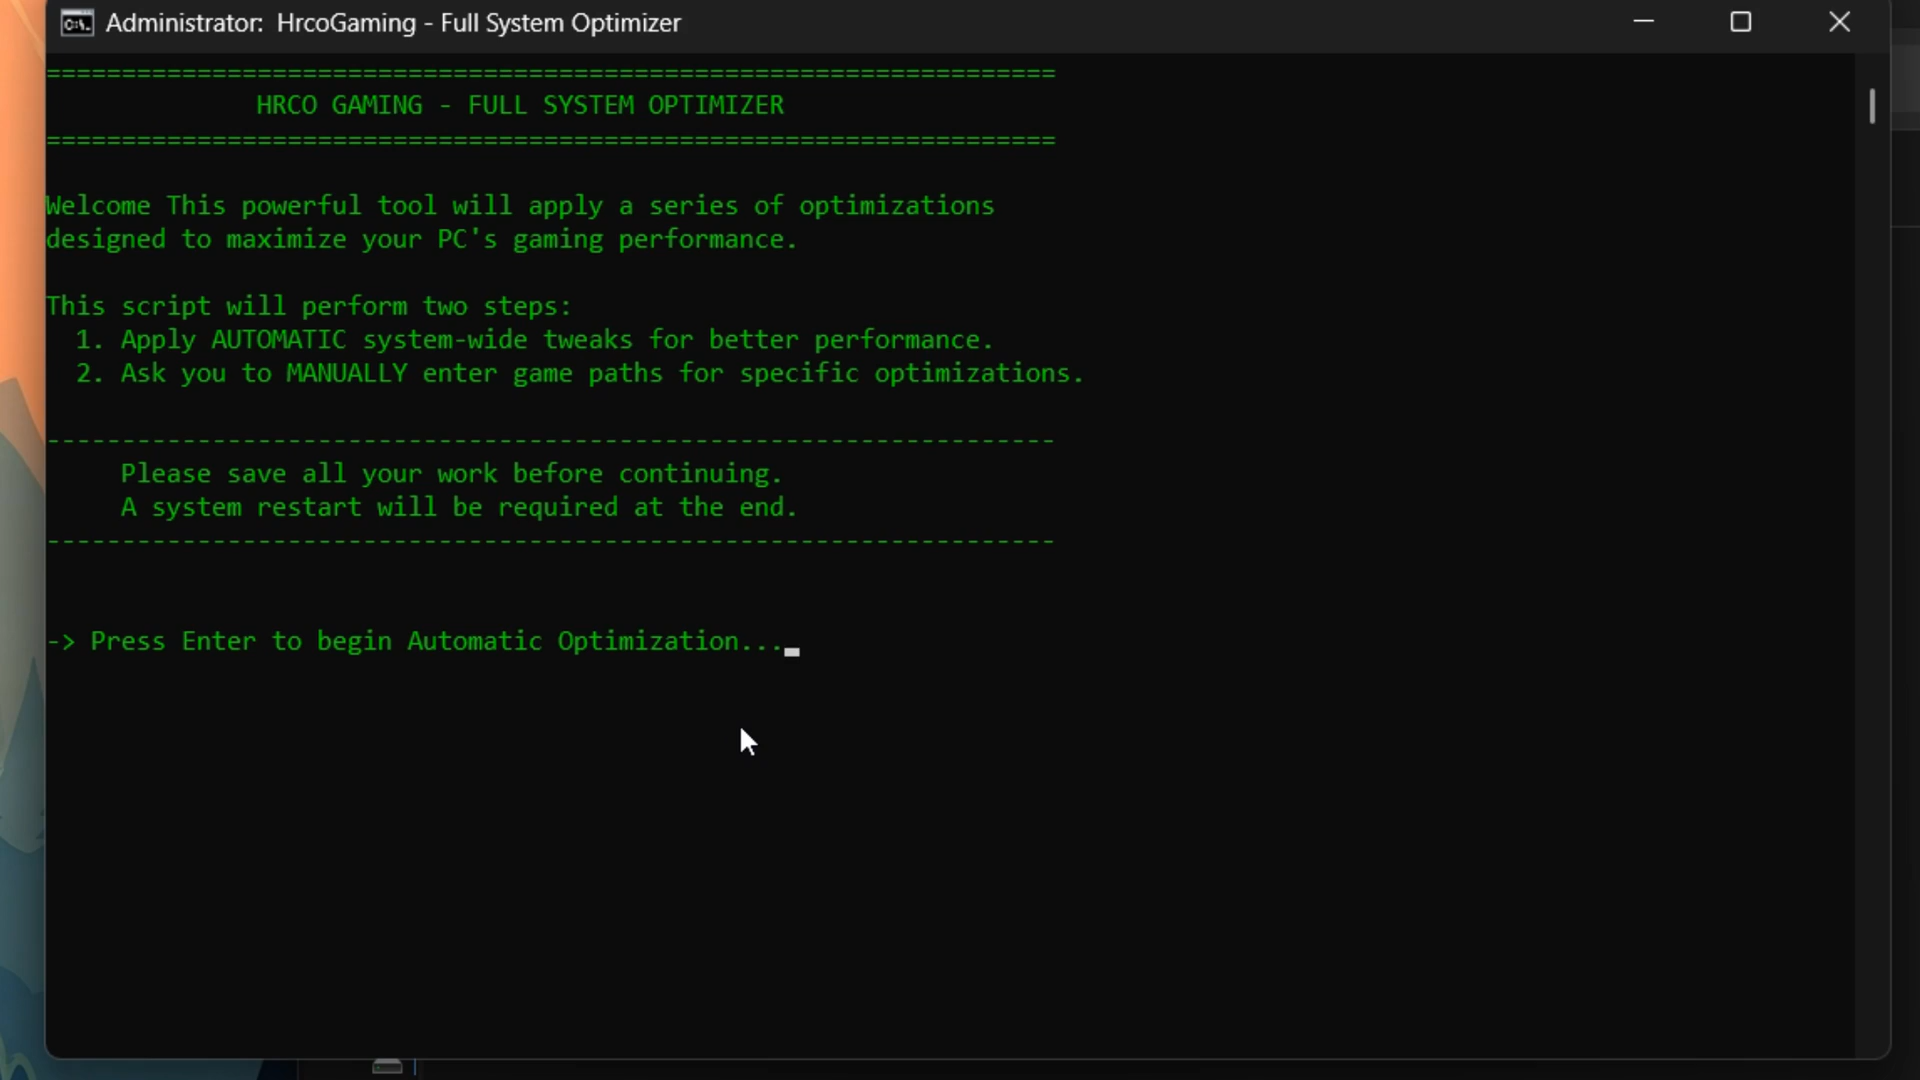 Administrator: HrcoGaming - Full System Optimizer
===================================================================
HRCO GAMING - FULL SYSTEM OPTIMIZER
===================================================================
Welcome This powerful tool will apply a series of optimizations
designed to maximize your PC's gaming performance.
This script will perform two steps:
1. Apply AUTOMATIC system-wide tweaks for better performance.
2. Ask you to MANUALLY enter game paths for specific optimizations.
-------------------------------------------------------------------
Please save all your work before continuing.
A system restart will be required at the end.
-------------------------------------------------------------------
-> Press Enter to begin Automatic Optimization...